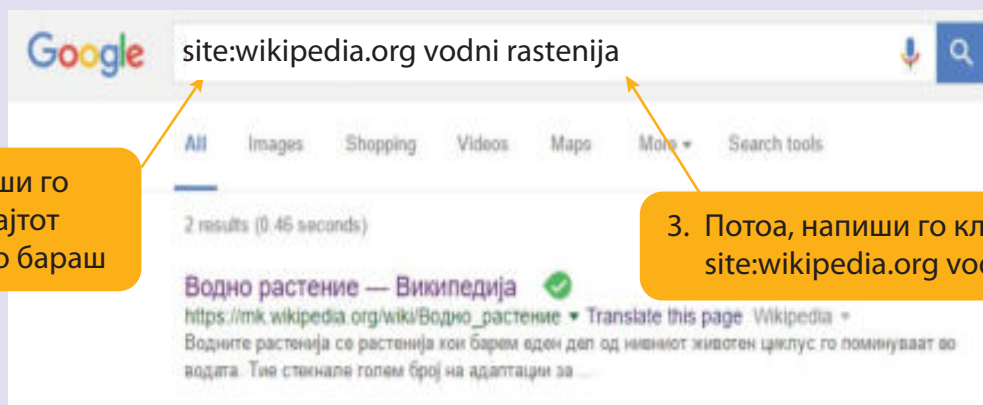 Google
site:wikipedia.org vodni rastenija
All Images Shopping Videos Maps More Search tools
ши го
ајтот
о бараш
2 results (0.46 seconds)
3. Потоа, напиши го кл
site:wikipedia.org vod
Водно растение — Википедија
https://mk.wikipedia.org/wiki/Водно_растение Translate this page Wikipedia
Водните растенија се растенија кои барем еден дел од нивниот животен циклус го поминуваат во
водата. Тие стекнале голем број на адаптации за ...